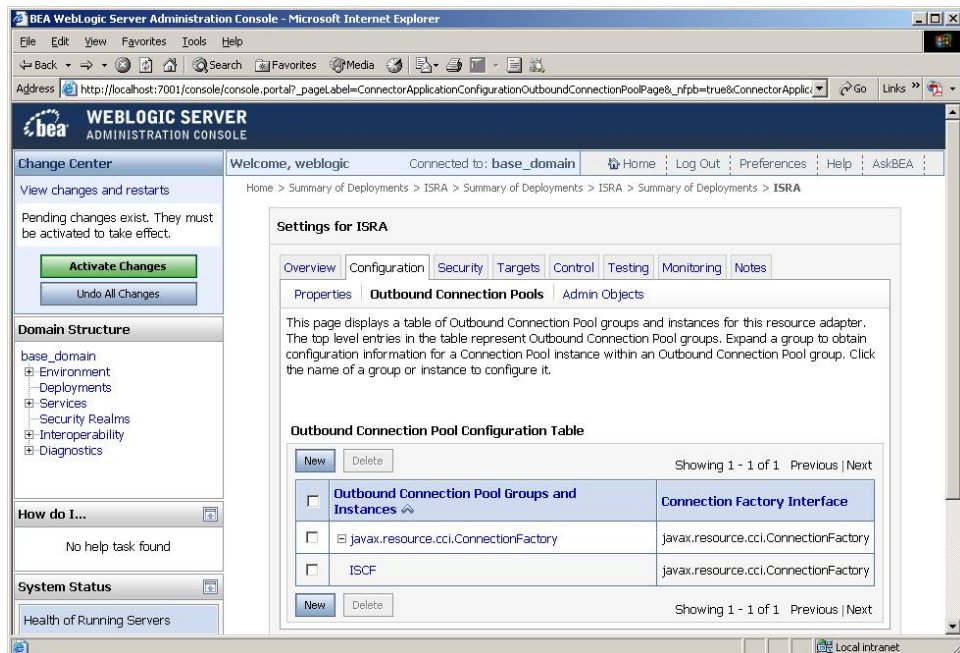 BEA WebLogic Server Administration Console - Microsoft Internet Explorer
File Edit View Favorites Tools Help
Back Search Favorites Media
Address http://localhost:7001/console/console.portal?_pageLabel=ConnectorApplicationConfigurationOutboundConnectionPoolPage&_nfpb=true&ConnectorApplica Go Links »
bea WEBLOGIC SERVER
ADMINISTRATION CONSOLE
Change Center
View changes and restarts
Pending changes exist. They must
be activated to take effect.
Activate Changes
Undo All Changes
Domain Structure
base_domain
Environment
Deployments
Services
Security Realms
Interoperability
Diagnostics
How do I...
No help task found
System Status
Health of Running Servers
Welcome, weblogic Connected to: base_domain Home Log Out Preferences Help AskBEA
Home > Summary of Deployments > ISRA > Summary of Deployments > ISRA > Summary of Deployments > ISRA
Settings for ISRA
Overview Configuration Security Targets Control Testing Monitoring Notes
Properties Outbound Connection Pools Admin Objects
This page displays a table of Outbound Connection Pool groups and instances for this resource adapter.
The top level entries in the table represent Outbound Connection Pool groups. Expand a group to obtain
configuration information for a Connection Pool instance within an Outbound Connection Pool group. Click
the name of a group or instance to configure it.
Outbound Connection Pool Configuration Table
New Delete Showing 1 - 1 of 1 Previous | Next
Outbound Connection Pool Groups and
Instances
Connection Factory Interface
javax.resource.cci.ConnectionFactory javax.resource.cci.ConnectionFactory
ISCF javax.resource.cci.ConnectionFactory
New Delete Showing 1 - 1 of 1 Previous | Next
Local intranet